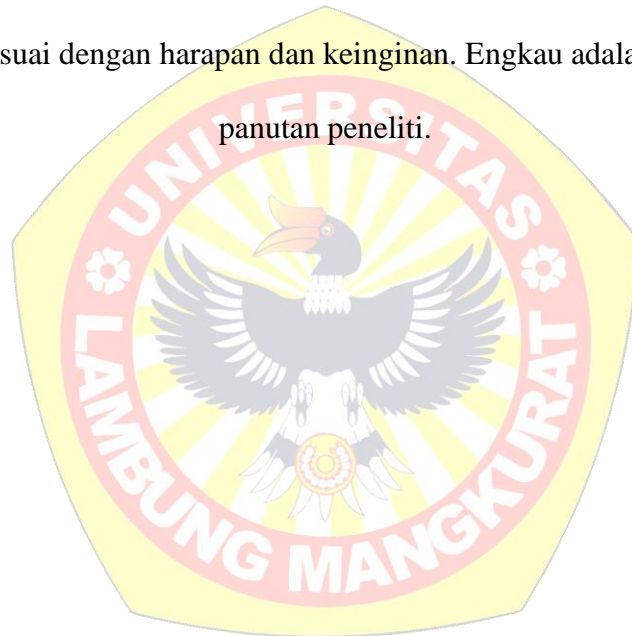 suai dengan harapan dan keinginan. Engkau adala
panutan peneliti.
UNIVERSITAS
LAMBUNG MANGKURAT